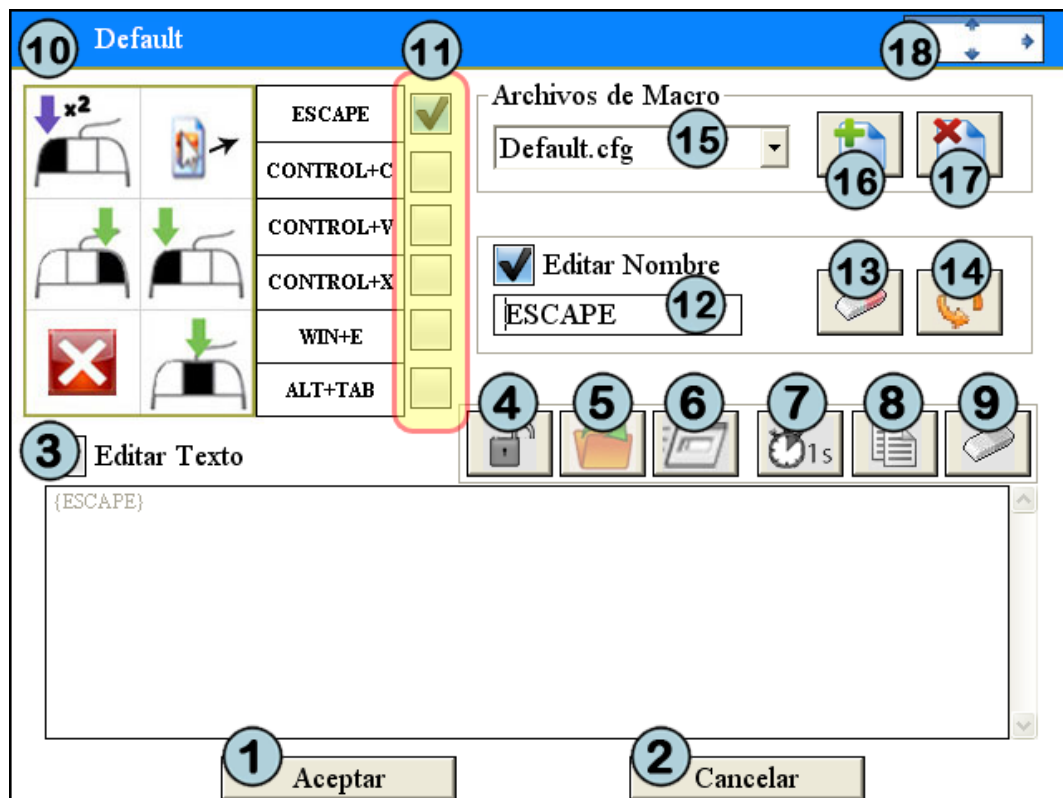 10
Default
11
18
x2
ESCAPE
CONTROL+C
CONTROL+V
CONTROL+X
WIN+E
ALT+TAB
Archivos de Macro
Default.cfg
15
16
17
Editar Nombre
ESCAPE
12
13
14
4
5
6
7
1s
8
9
3
Editar Texto
{ESCAPE}
1
Aceptar
2
Cancelar